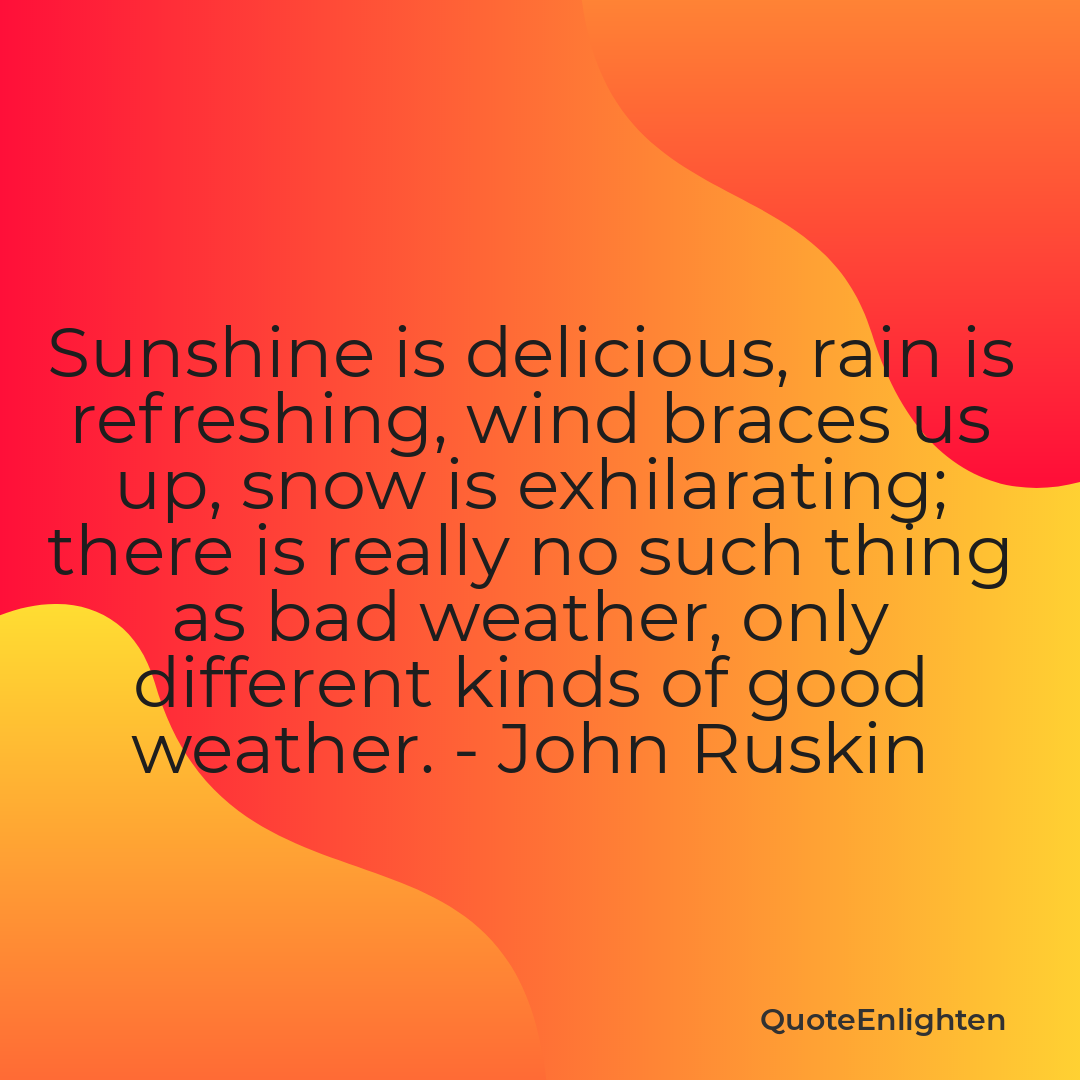 Sunshine is delicious, rain is
refreshing, wind braces us
up, snow is exhilarating;
there is really no such thing
as bad weather, only
different kinds of good
weather. - John Ruskin
QuoteEnlighten